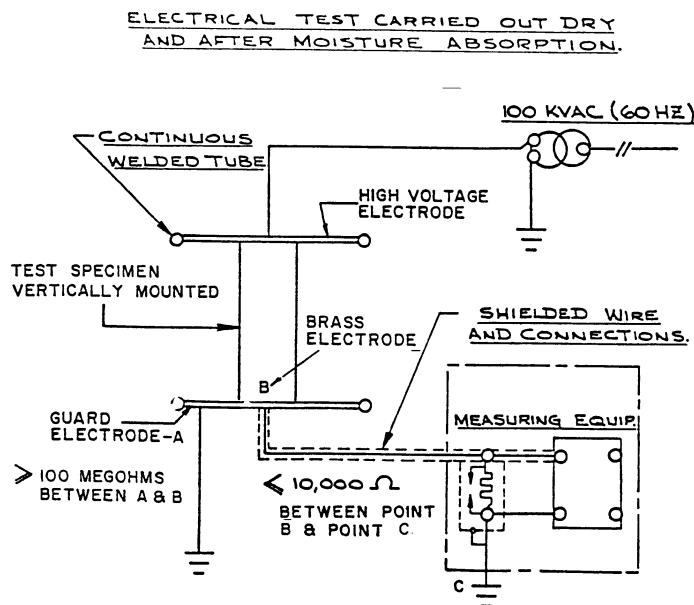 ELECTRICAL TEST CARRIED OUT DRY
AND AFTER MOISTURE ABSORPTION.
100 KVAC (60 HZ)
CONTINUOUS
WELDED TUBE
HIGH VOLTAGE
ELECTRODE
TEST SPECIMEN
VERTICALLY MOUNTED
BRASS
ELECTRODE
SHIELDED WIRE
AND CONNECTIONS.
B
GUARD
ELECTRODE-A
MEASURING EQUIP.
≥ 100 MEGOHMS
BETWEEN A & B
< 10,000 Ω
BETWEEN POINT
B & POINT C.
C